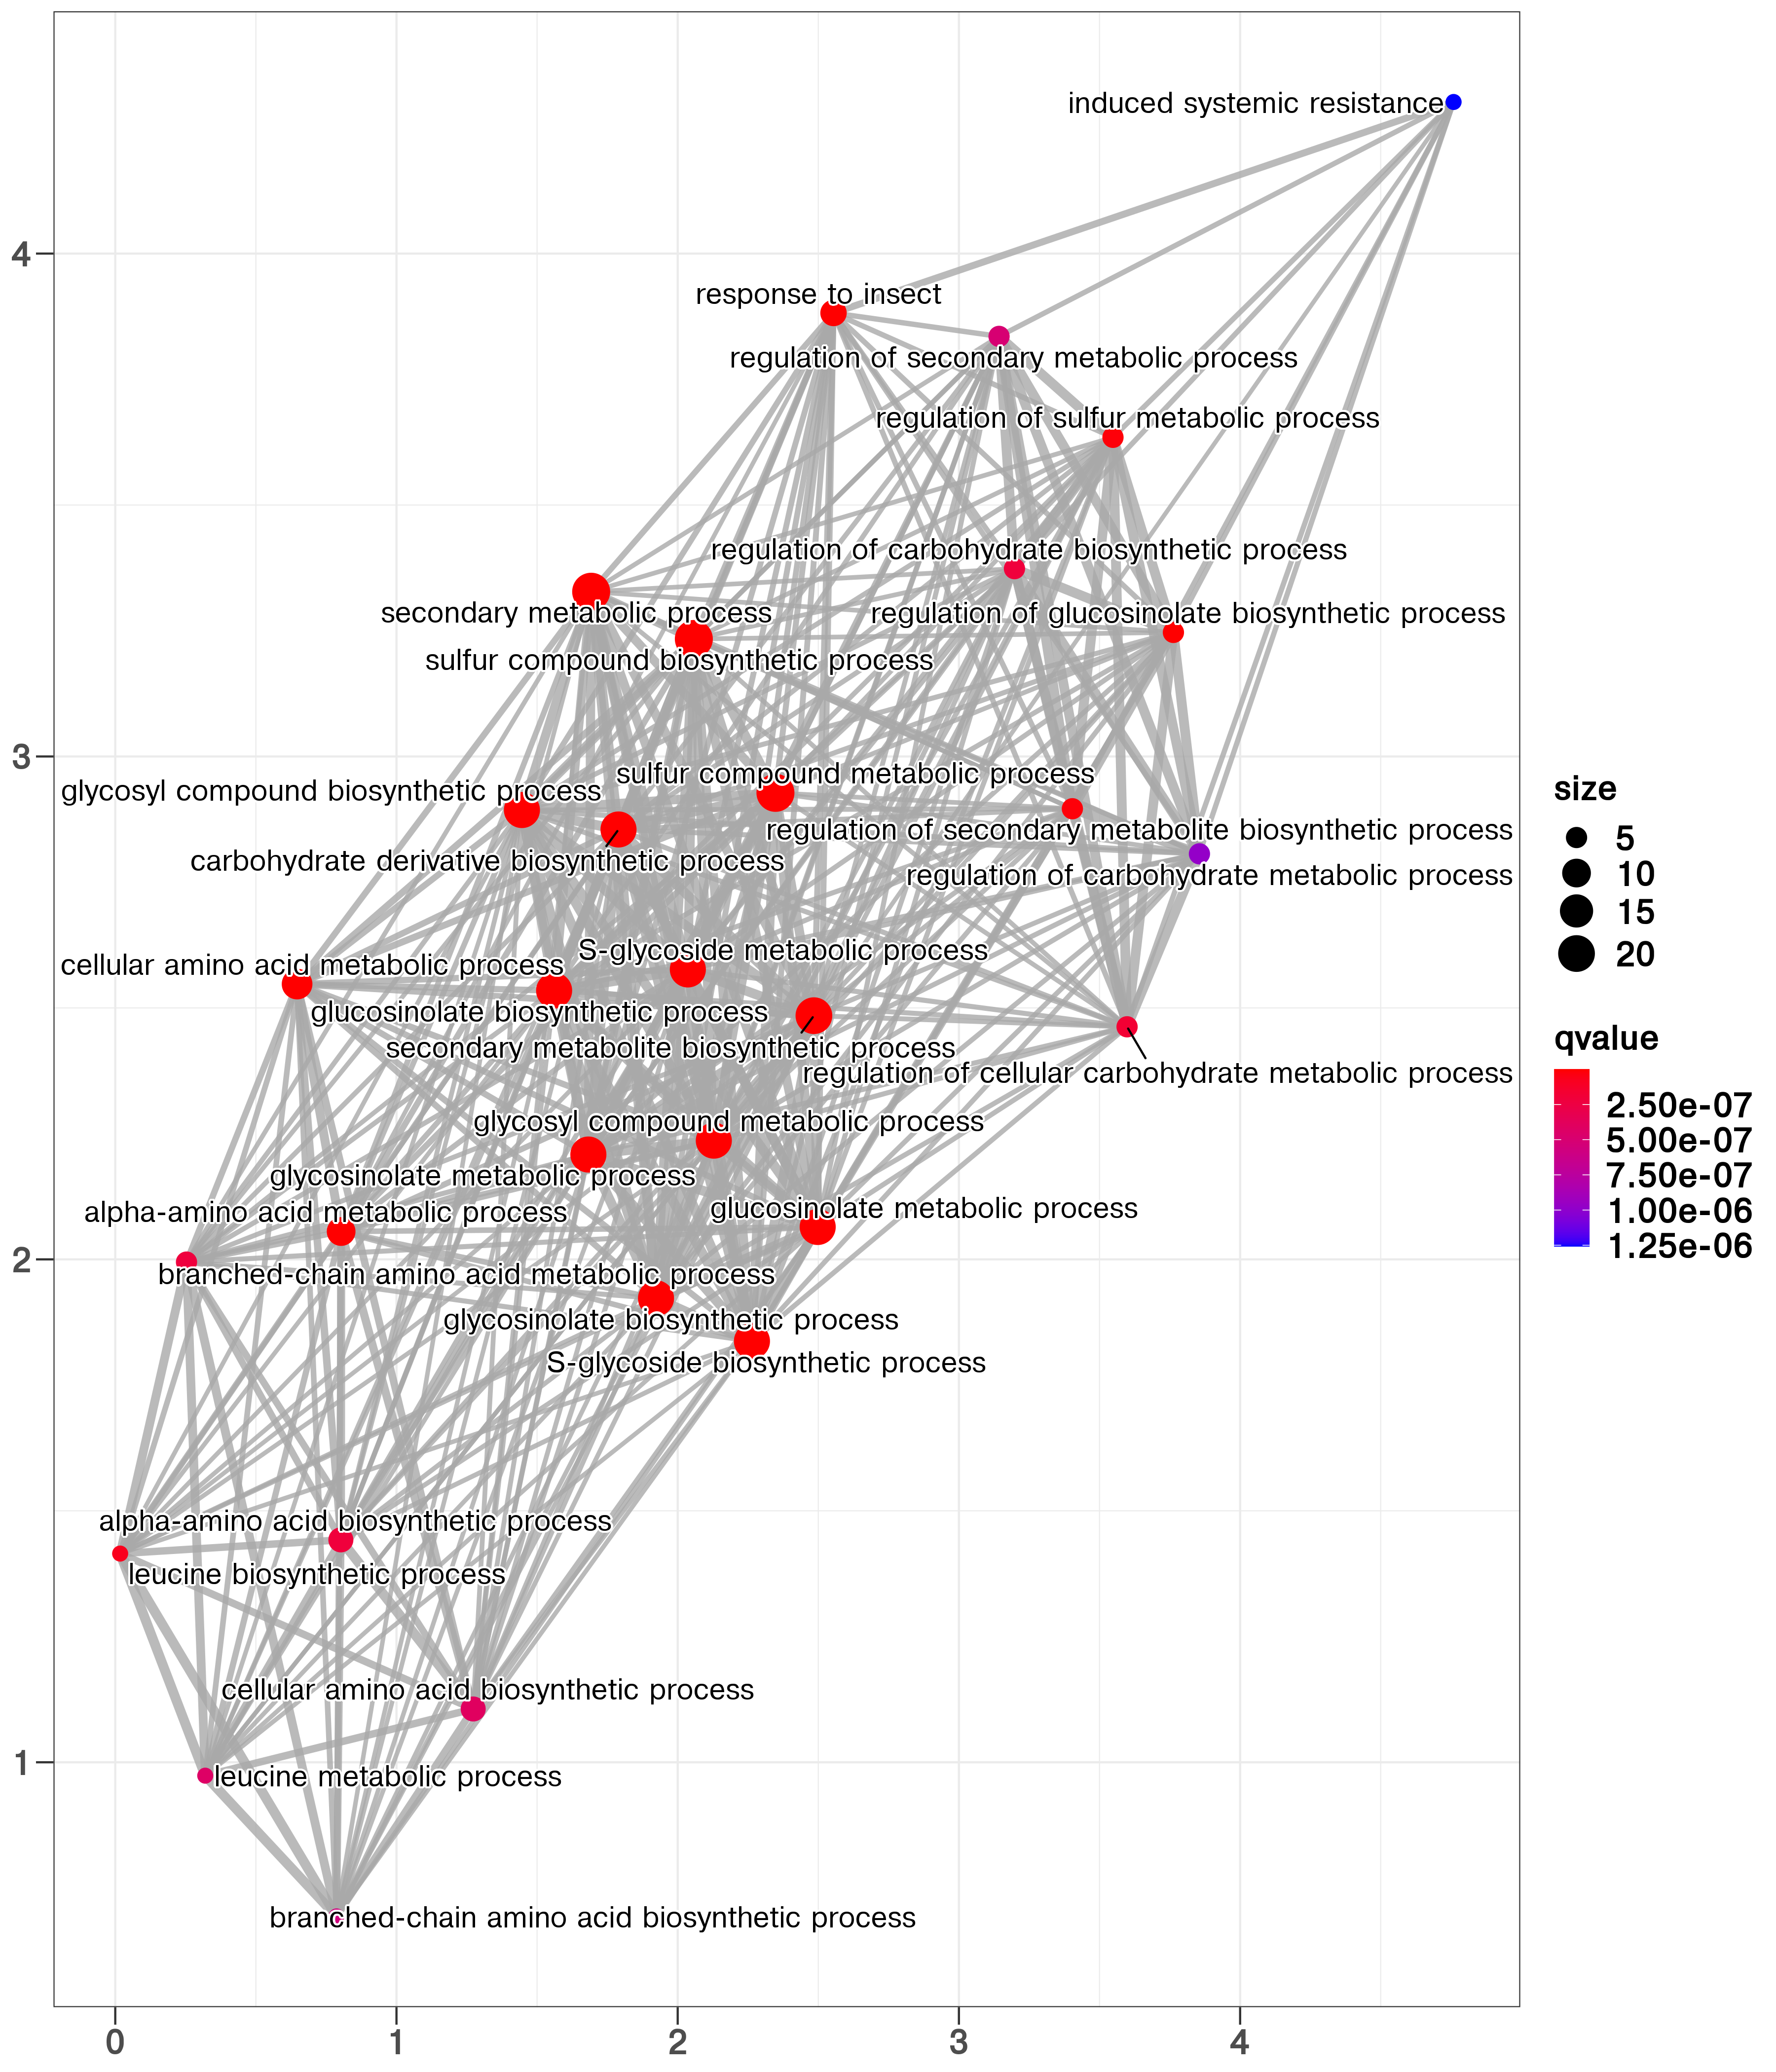 induced systemic resistance
4
response to insect
regulation of secondary metabolic process
regulation of sulfur metabolic process
regulation of carbohydrate biosynthetic process
secondary metabolic process
regulation of glucosinolate biosynthetic process
sulfur compound biosynthetic process
3
sulfur compound metabolic process
glycosyl compound biosynthetic process
regulation of secondary metabolite biosynthetic process
carbohydrate derivative biosynthetic process
regulation of carbohydrate metabolic process
S-glycoside metabolic process
cellular amino acid metabolic process
glucosinolate biosynthetic process
secondary metabolite biosynthetic process
regulation of cellular carbohydrate metabolic process
glycosyl compound metabolic process
glycosinolate metabolic process
glucosinolate metabolic process
alpha-amino acid metabolic process
2
branched-chain amino acid metabolic process
glycosinolate biosynthetic process
S-glycoside biosynthetic process
alpha-amino acid biosynthetic process
leucine biosynthetic process
cellular amino acid biosynthetic process
1
leucine metabolic process
branched-chain amino acid biosynthetic process
0 1 2 3 4
size
5
10
15
20
qvalue
2.50e-07
5.00e-07
7.50e-07
1.00e-06
1.25e-06